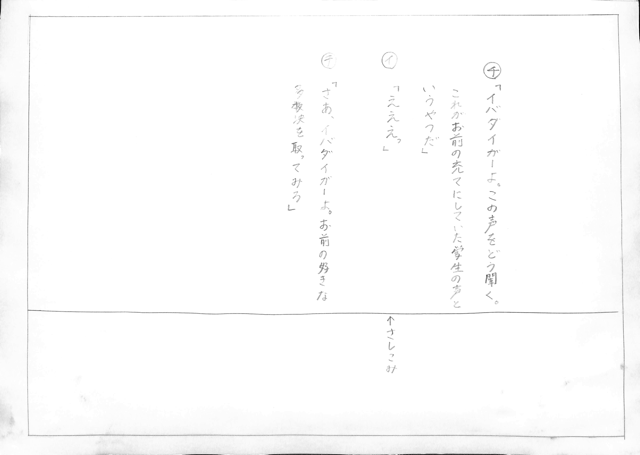 チ「イバダイガーよ。この声をどう聞く。
これがお前の充てにしていた学生の声と
いうやつだ」
イ「えええっ」
チ「さあ、イバダイガーよ。お前の好きな
多数決を取ってみろ」
↑さしこみ